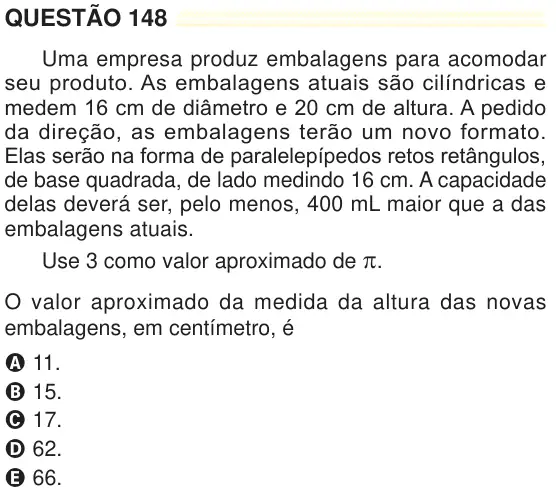 QUESTÃO 148
Uma empresa produz embalagens para acomodar
seu produto. As embalagens atuais são cilíndricas e
medem 16 cm de diâmetro e 20 cm de altura. A pedido
da direção, as embalagens terão um novo formato.
Elas serão na forma de paralelepípedos retos retângulos,
de base quadrada, de lado medindo 16 cm. A capacidade
delas deverá ser, pelo menos, 400 mL maior que a das
embalagens atuais.
Use 3 como valor aproximado de π.
O valor aproximado da medida da altura das novas
embalagens, em centímetro, é
A 11.
B 15.
C 17.
D 62.
E 66.